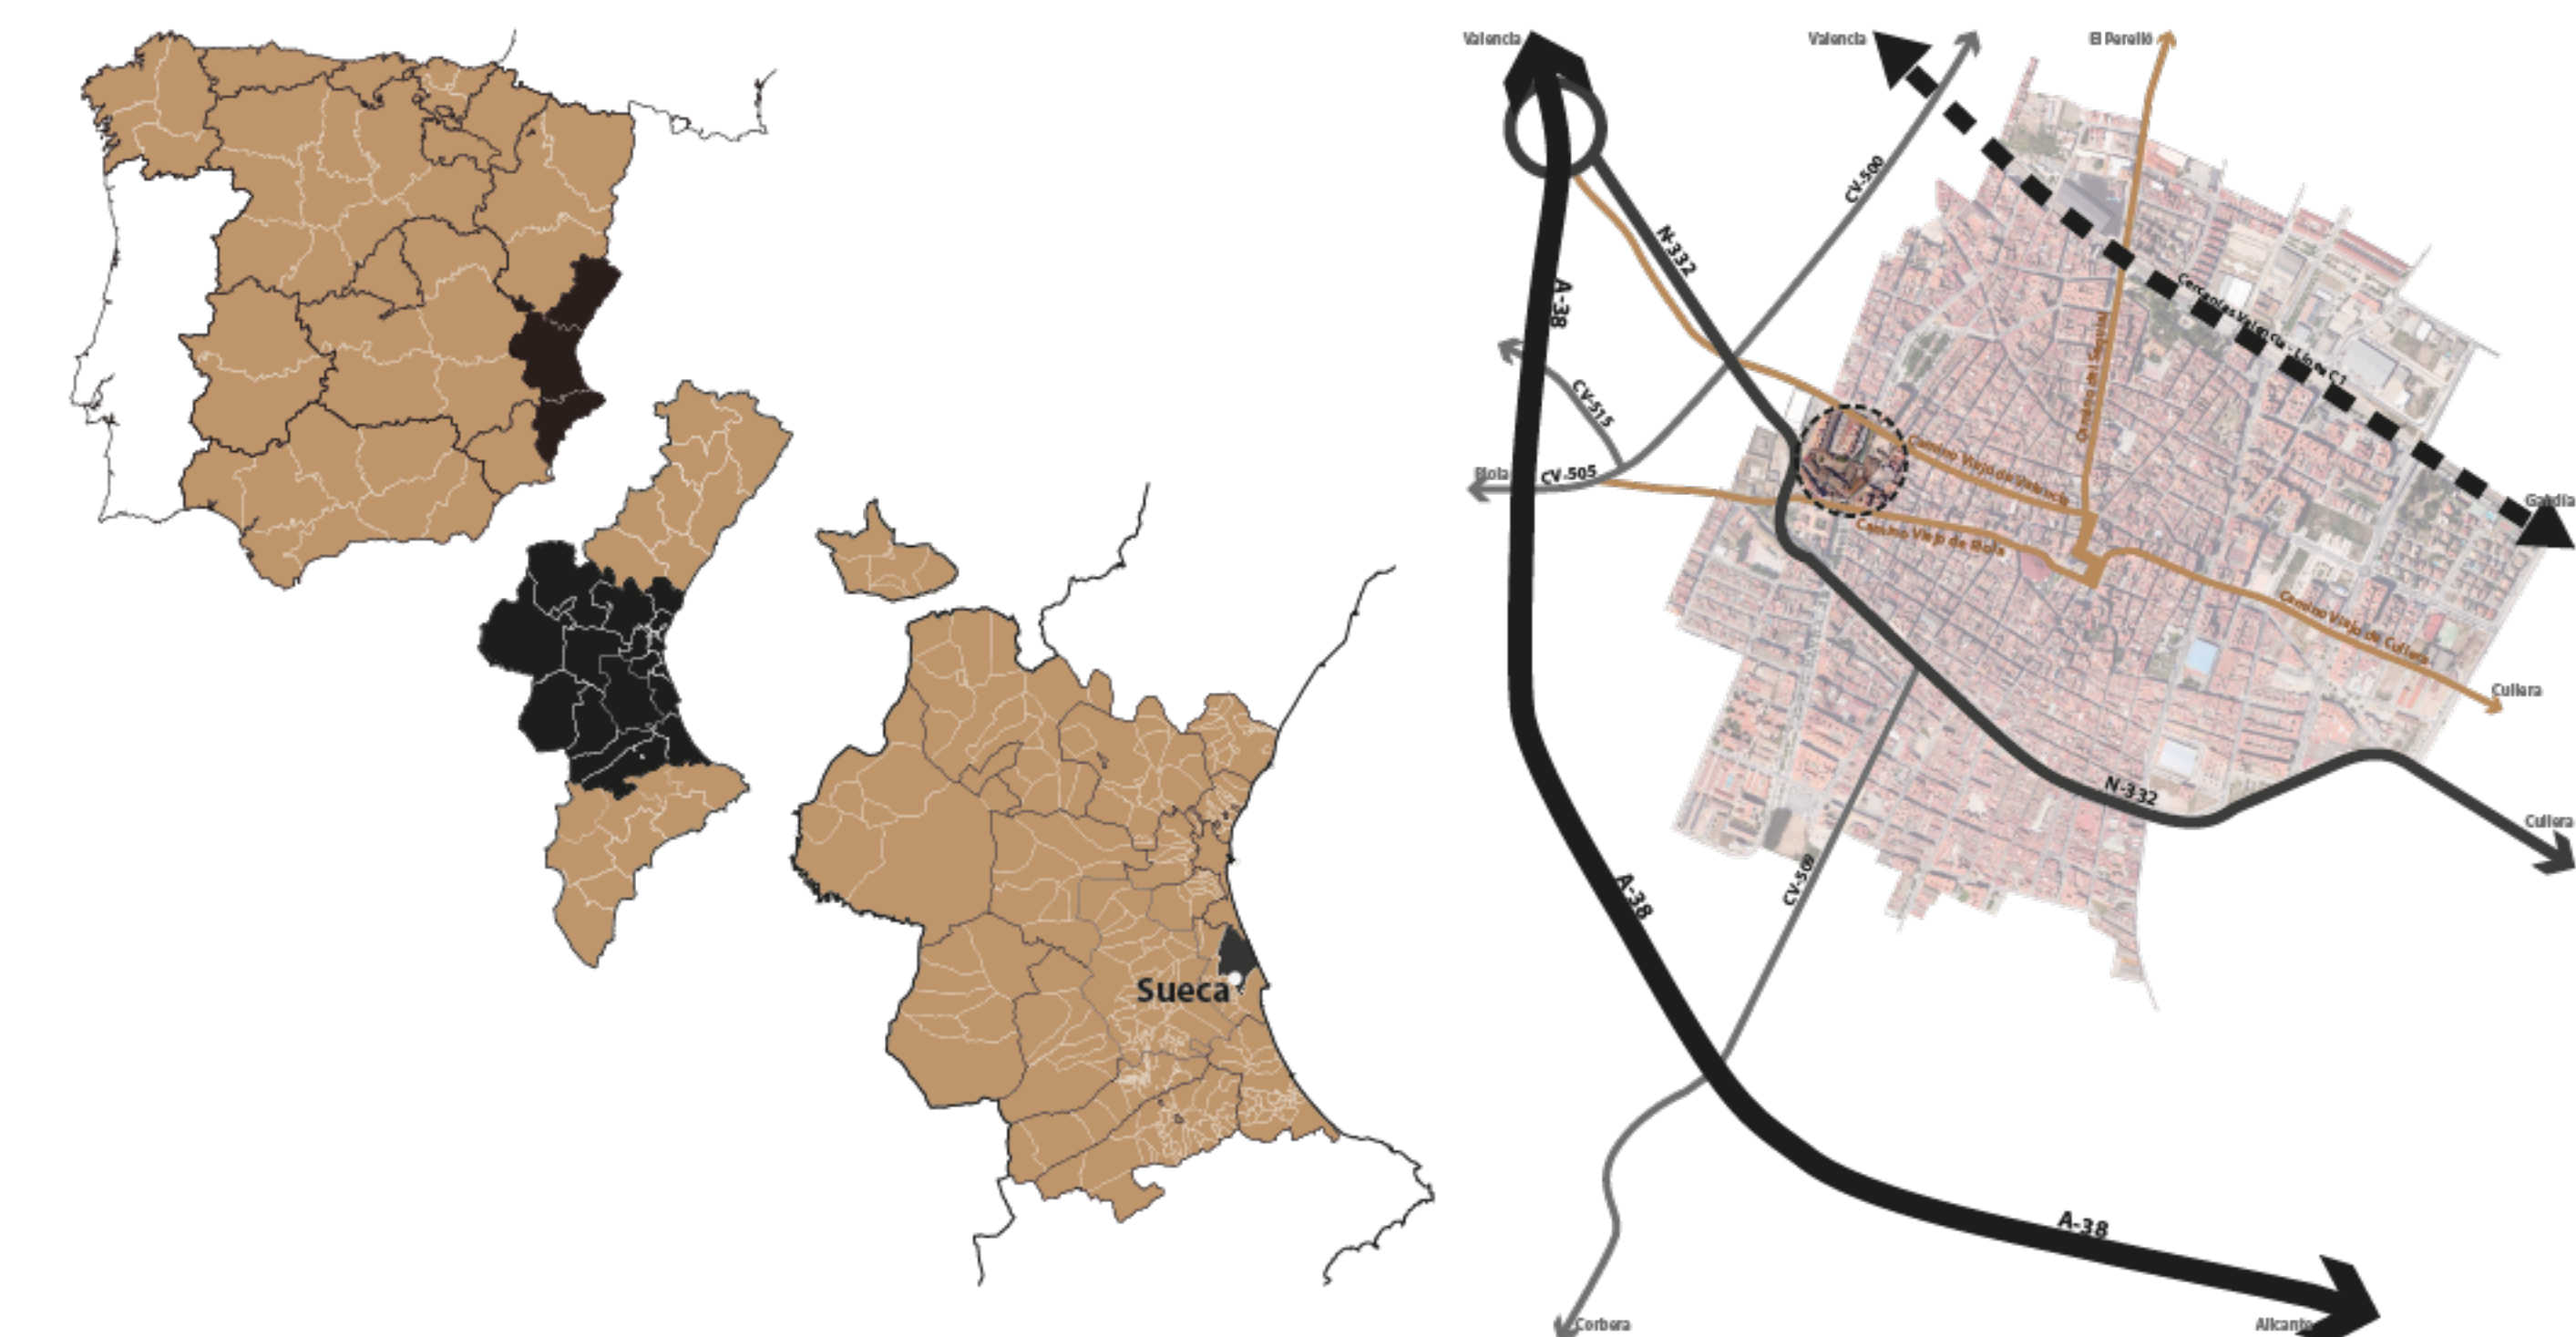 Valencia
Valencia
El Perelló
CV-500
N-332
A-38
Cercanías Valencia - Línea C1
CV-515
CV-505
Camino Viejo de Valencia
Gandia
Camino Viejo de Riola
Camino Viejo de Cullera
Cullera
N-332
Cullera
CV-509
A-38
Sueca
A-38
Corbera
Alicante